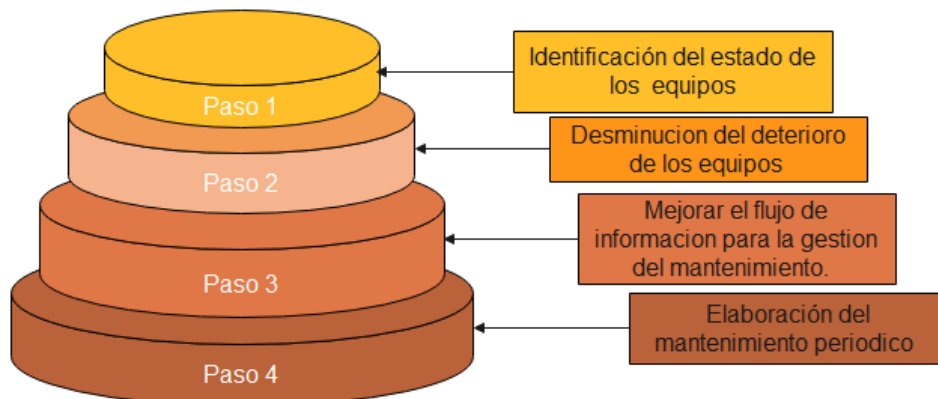 Paso 1
Identificación del estado de
los equipos
Paso 2
Desminucion del deterioro
de los equipos
Paso 3
Mejorar el flujo de
informacion para la gestion
del mantenimiento.
Paso 4
Elaboración del
mantenimiento periodico